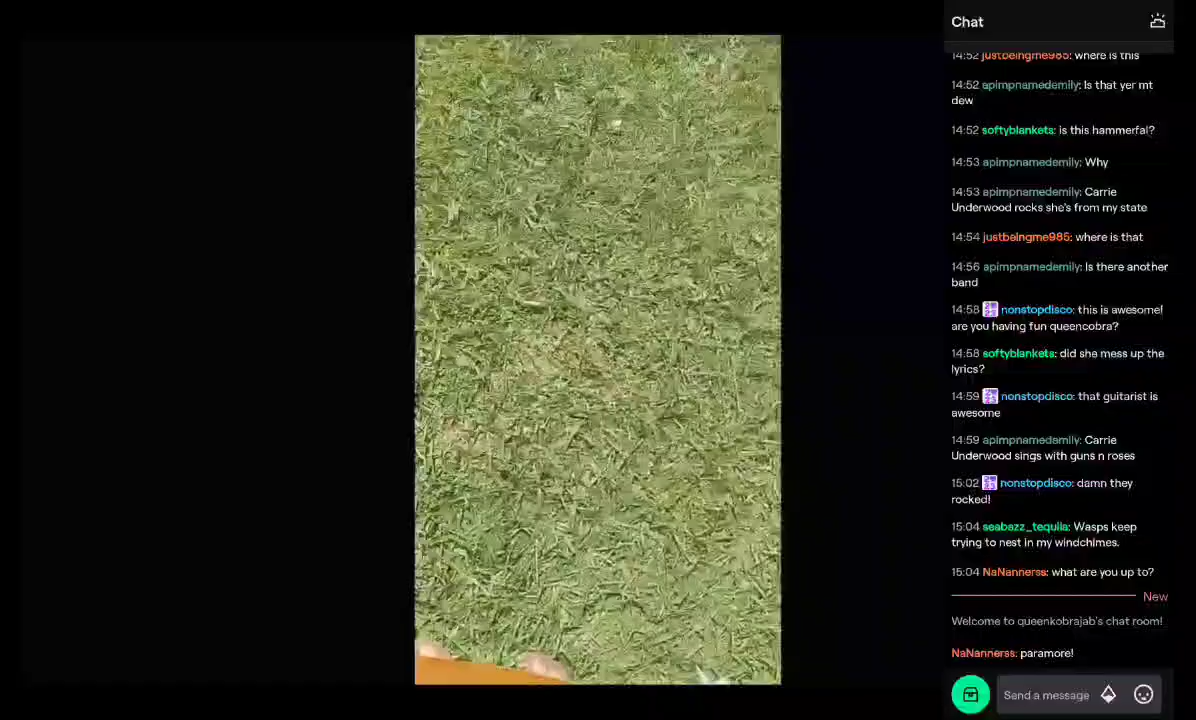 Chat
14:52 justbeingme985: where is this
14:52 apimpnamedemily: Is that yer mt
dew
14:52 softyblankets: is this hammerfal?
14:53 apimpnamedemily: Why
14:53 apimpnamedemily: Carrie
Underwood rocks she's from my state
14:54 justbeingme985: where is that
14:56 apimpnamedemily: Is there another
band
14:58 nonstopdisco: this is awesome!
are you having fun queencobra?
14:58 softyblankets: did she mess up the
lyrics?
14:59 nonstopdisco: that guitarist is
awesome
14:59 apimpnamedemily: Carrie
Underwood sings with guns n roses
15:02 nonstopdisco: damn they
rocked!
15:04 seabazz_tequila: Wasps keep
trying to nest in my windchimes.
15:04 NaNannerss: what are you up to?
New
Welcome to queenkobrajab's chat room!
NaNannerss: paramore!
Send a message